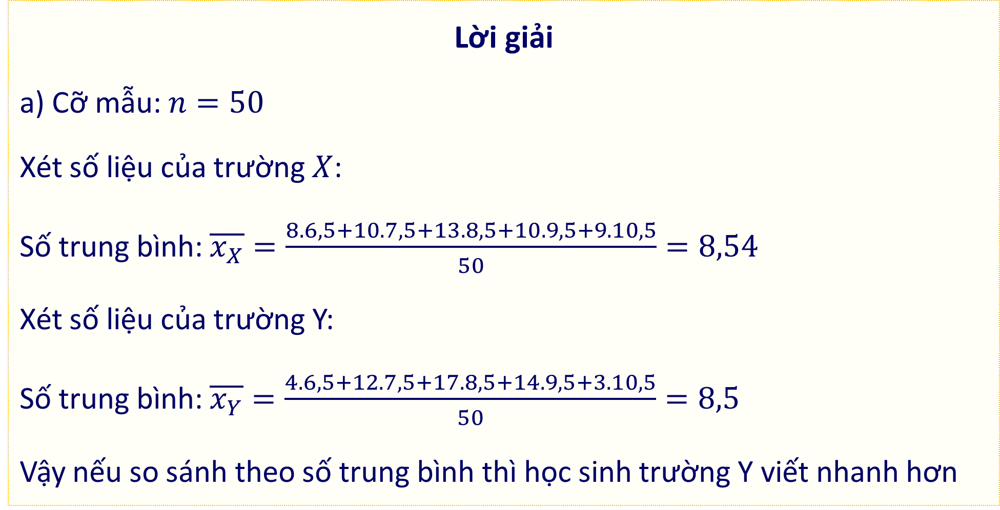 Lời giải
a) Cỡ mẫu: n = 50
Xét số liệu của trường X:
Số trung bình: \overline{x_X} = \frac{8.6,5+10.7,5+13.8,5+10.9,5+9.10,5}{50} = 8,54
Xét số liệu của trường Y:
Số trung bình: \overline{x_Y} = \frac{4.6,5+12.7,5+17.8,5+14.9,5+3.10,5}{50} = 8,5
Vậy nếu so sánh theo số trung bình thì học sinh trường Y viết nhanh hơn